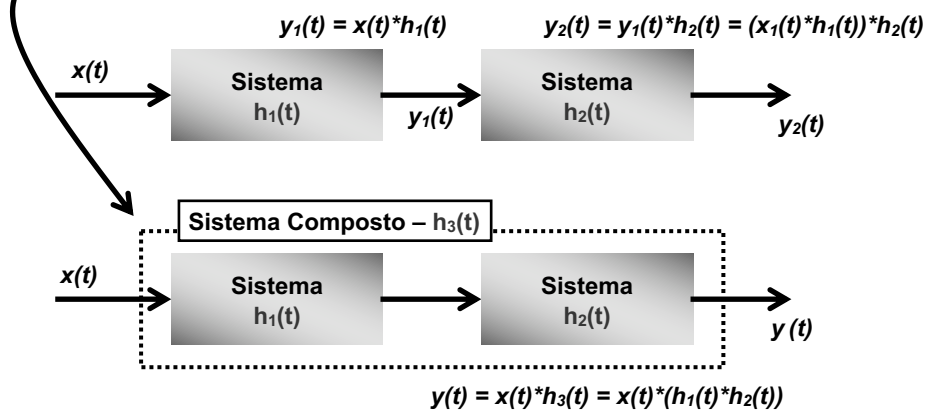 y₁(t) = x(t)*h₁(t)
y₂(t) = y₁(t)*h₂(t) = (x₁(t)*h₁(t))*h₂(t)
x(t)
Sistema
h₁(t)
y₁(t)
Sistema
h₂(t)
y₂(t)
Sistema Composto – h₃(t)
x(t)
Sistema
h₁(t)
Sistema
h₂(t)
y (t)
y(t) = x(t)*h₃(t) = x(t)*(h₁(t)*h₂(t))